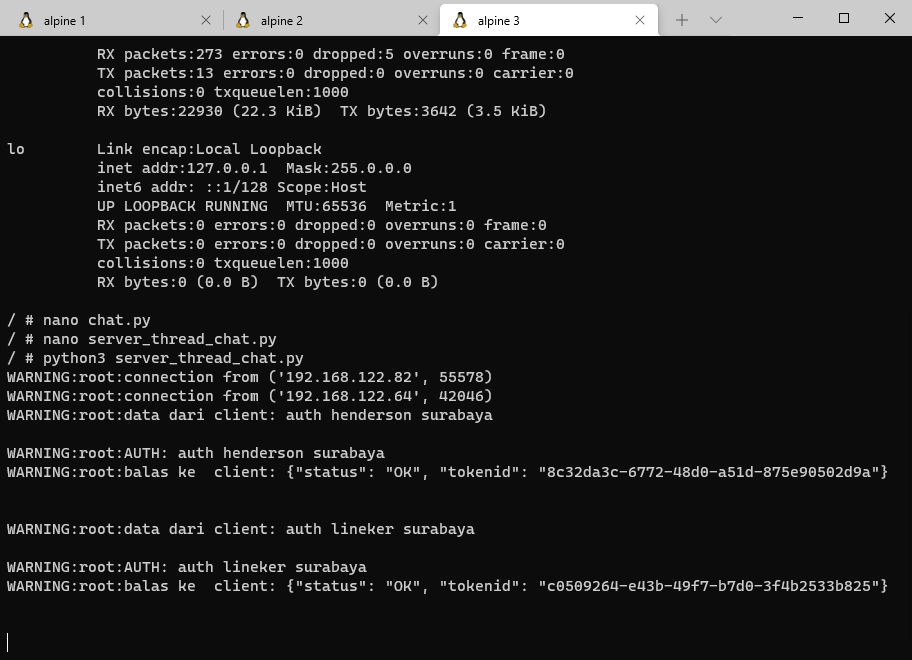 alpine 1
alpine 2
alpine 3
RX packets:273 errors:0 dropped:5 overruns:0 frame:0
TX packets:13 errors:0 dropped:0 overruns:0 carrier:0
collisions:0 txqueuelen:1000
RX bytes:22930 (22.3 KiB)  TX bytes:3642 (3.5 KiB)
lo        Link encap:Local Loopback
inet addr:127.0.0.1  Mask:255.0.0.0
inet6 addr: ::1/128 Scope:Host
UP LOOPBACK RUNNING  MTU:65536  Metric:1
RX packets:0 errors:0 dropped:0 overruns:0 frame:0
TX packets:0 errors:0 dropped:0 overruns:0 carrier:0
collisions:0 txqueuelen:1000
RX bytes:0 (0.0 B)  TX bytes:0 (0.0 B)
/ # nano chat.py
/ # nano server_thread_chat.py
/ # python3 server_thread_chat.py
WARNING:root:connection from ('192.168.122.82', 55578)
WARNING:root:connection from ('192.168.122.64', 42046)
WARNING:root:data dari client: auth henderson surabaya
WARNING:root:AUTH: auth henderson surabaya
WARNING:root:balas ke  client: {"status": "OK", "tokenid": "8c32da3c-6772-48d0-a51d-875e90502d9a"}
WARNING:root:data dari client: auth lineker surabaya
WARNING:root:AUTH: auth lineker surabaya
WARNING:root:balas ke  client: {"status": "OK", "tokenid": "c0509264-e43b-49f7-b7d0-3f4b2533b825"}